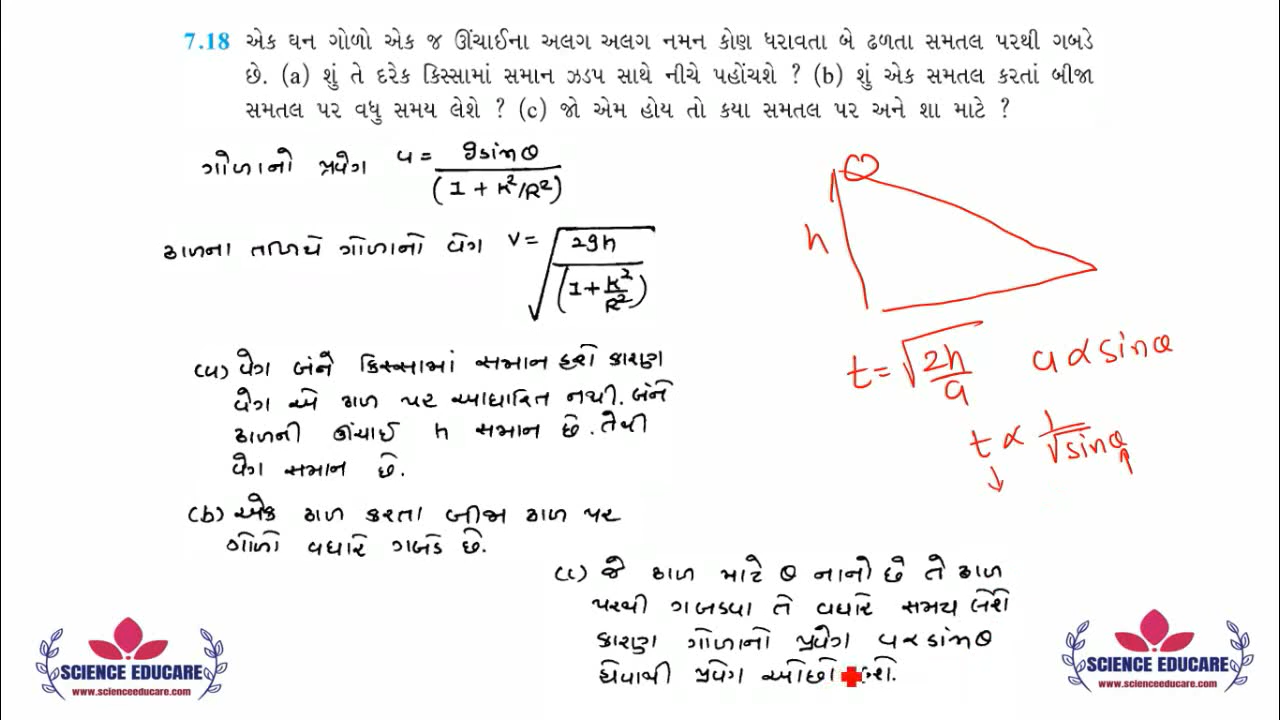 7.18 એક ઘન ગોળો એક જ ઊંચાઈના અલગ અલગ નમન કોણ ધરાવતા બે ઢળતા સમતલ પરથી ગબડે
છે. (a) શું તે દરેક કિસ્સામાં સમાન ઝડપ સાથે નીચે પહોંચશે ? (b) શું એક સમતલ કરતાં બીજા
સમતલ પર વધુ સમય લેશે ? (c) જો એમ હોય તો કયા સમતલ પર અને શા માટે ?
ગોળાનો પ્રવેગ a = gsinθ / (1 + K²/R²)
ઢાળના તળિયે ગોળાનો વેગ v = √(2gh / (1 + K²/R²))
h
t = √(2h/a) a ∝ sinθ
t ∝ 1/√sinθ
(a) વેગ બંને કિસ્સામાં સમાન હશે કારણ
વેગ એ ઢાળ પર આધારિત નથી. બંને
ઢાળની ઊંચાઈ h સમાન છે. તેથી
વેગ સમાન છે.
(b) એક ઢાળ કરતા બીજા ઢાળ પર
ગોળો વધારે ગબડે છે.
(c) જે ઢાળ માટે θ નાનો છે તે ઢાળ
પરથી ગબડવા તે વધારે સમય લેશે
કારણ ગોળાનો પ્રવેગ a ∝ sinθ
હોવાથી પ્રવેગ ઓછો હશે.
SCIENCE EDUCARE
www.scienceeducare.com
SCIENCE EDUCARE
www.scienceeducare.com